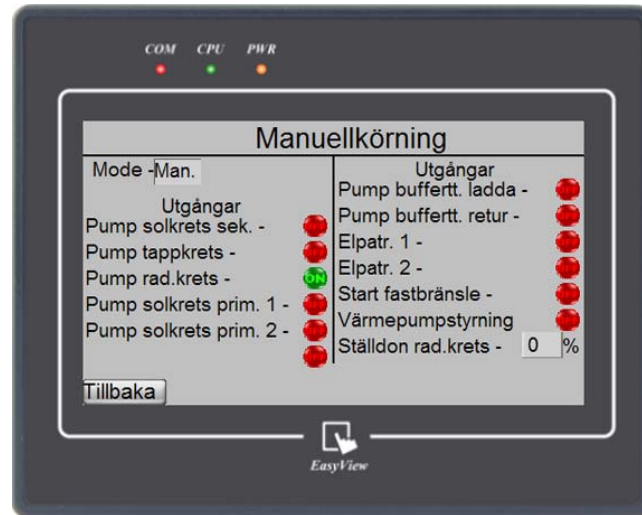 COM CPU PWR
Manuellkörning
Mode -Man.
Utgångar
Pump solkrets sek. -
Pump tappkrets -
Pump rad.krets - ON
Pump solkrets prim. 1 -
Pump solkrets prim. 2 -
Utgångar
Pump buffertt. ladda -
Pump buffertt. retur -
Elpatr. 1 -
Elpatr. 2 -
Start fastbränsle -
Värmepumpstyrning
Ställdon rad.krets - 0 %
Tillbaka
EasyView